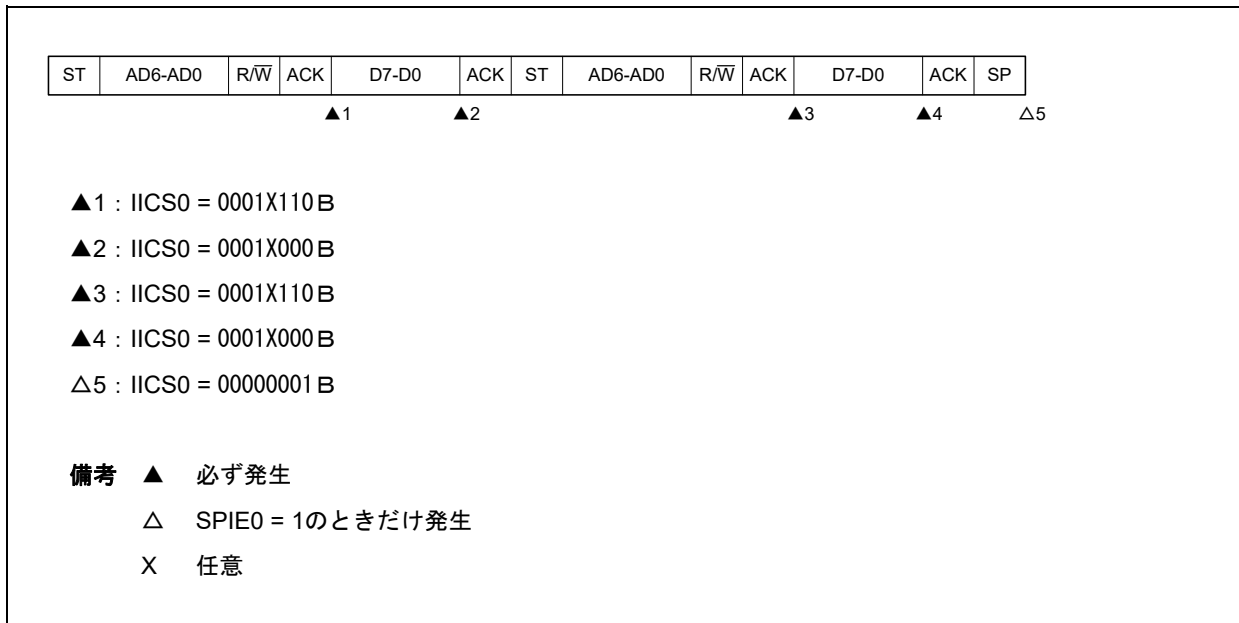 ST AD6-AD0 R/W̅ ACK D7-D0 ACK ST AD6-AD0 R/W̅ ACK D7-D0 ACK SP
▲1 ▲2 ▲3 ▲4 △5
▲1：IICS0 = 0001X110B
▲2：IICS0 = 0001X000B
▲3：IICS0 = 0001X110B
▲4：IICS0 = 0001X000B
△5：IICS0 = 00000001B
備考 ▲ 必ず発生
△ SPIE0 = 1のときだけ発生
X 任意